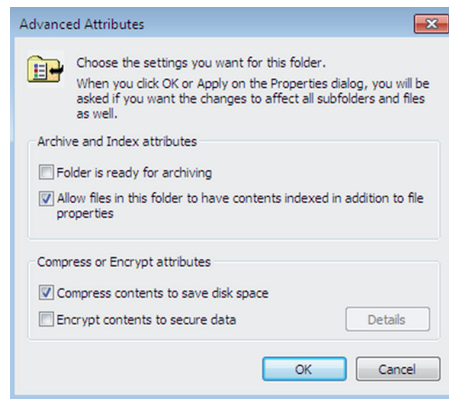 Advanced Attributes
Choose the settings you want for this folder.
When you click OK or Apply on the Properties dialog, you will be
asked if you want the changes to affect all subfolders and files
as well.
Archive and Index attributes
Folder is ready for archiving
Allow files in this folder to have contents indexed in addition to file
properties
Compress or Encrypt attributes
Compress contents to save disk space
Encrypt contents to secure data
Details
OK
Cancel